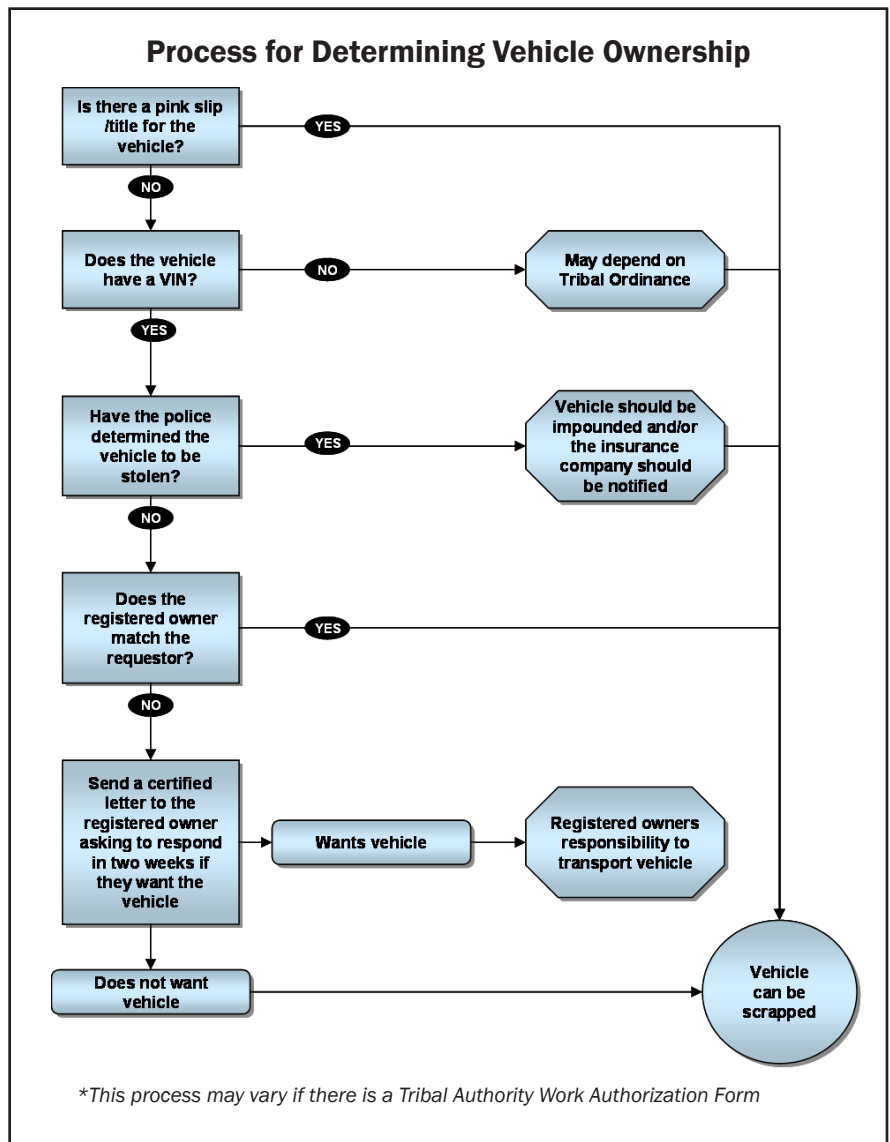 Process for Determining Vehicle Ownership
Is there a pink slip
/title for the
vehicle?
YES
NO
Does the vehicle
have a VIN?
NO
May depend on
Tribal Ordinance
YES
Have the police
determined the
vehicle to be
stolen?
YES
Vehicle should be
impounded and/or
the insurance
company should
be notified
NO
Does the
registered owner
match the
requestor?
YES
NO
Send a certified
letter to the
registered owner
asking to respond
in two weeks if
they want the
vehicle
Wants vehicle
Registered owners
responsibility to
transport vehicle
Does not want
vehicle
Vehicle
can be
scrapped
*This process may vary if there is a Tribal Authority Work Authorization Form